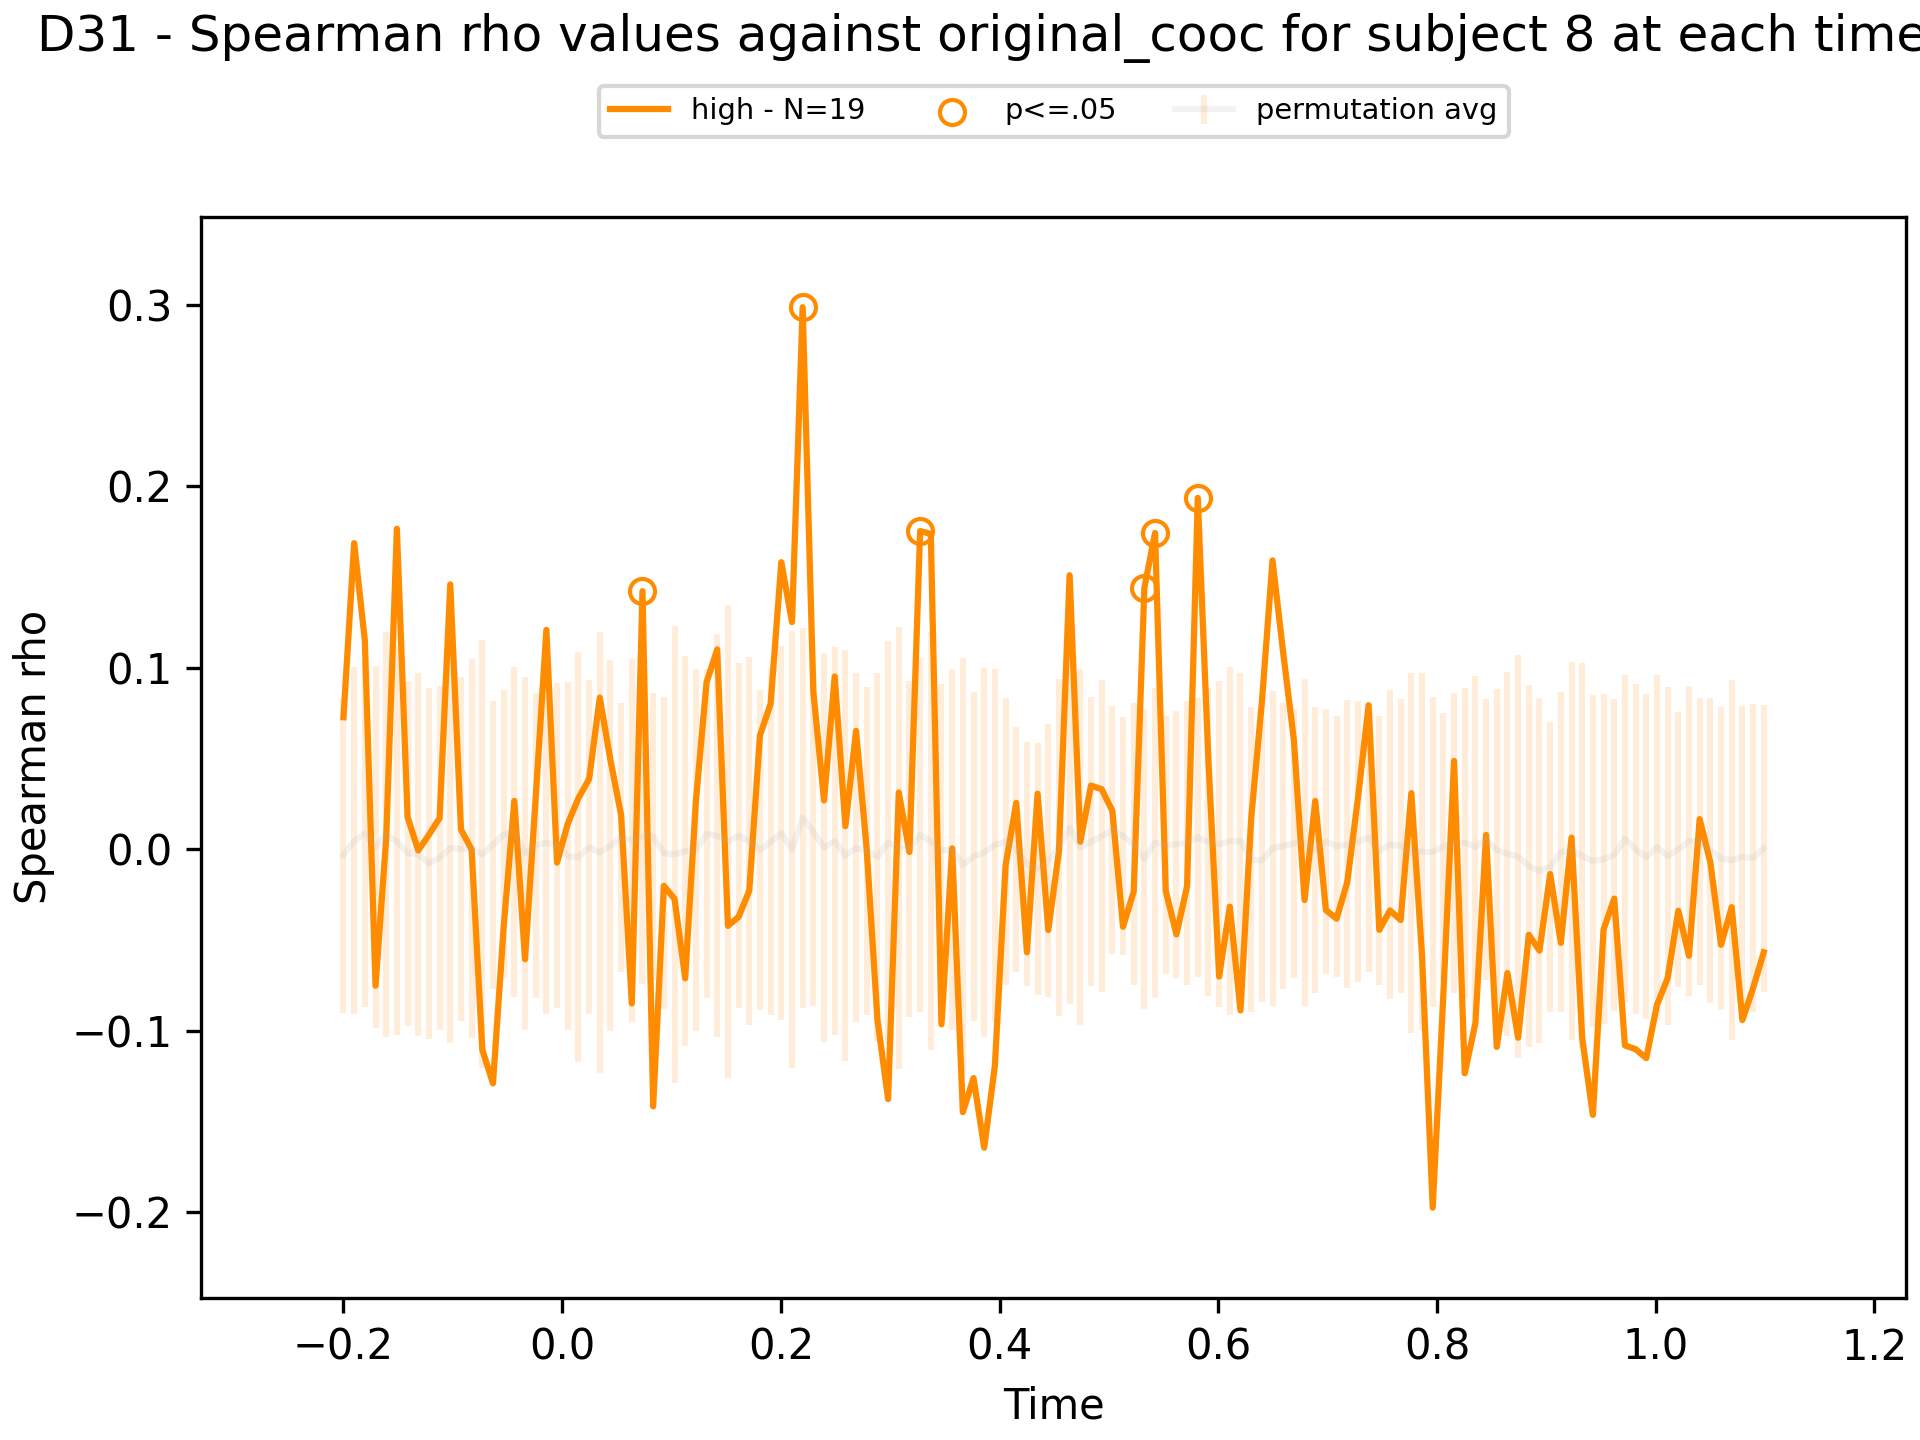 D31 - Spearman rho values against original_cooc for subject 8 at each time
high - N=19
p<=.05
permutation avg
Spearman rho
0.3
0.2
0.1
0.0
−0.1
−0.2
−0.2
0.0
0.2
0.4
0.6
0.8
1.0
1.2
Time